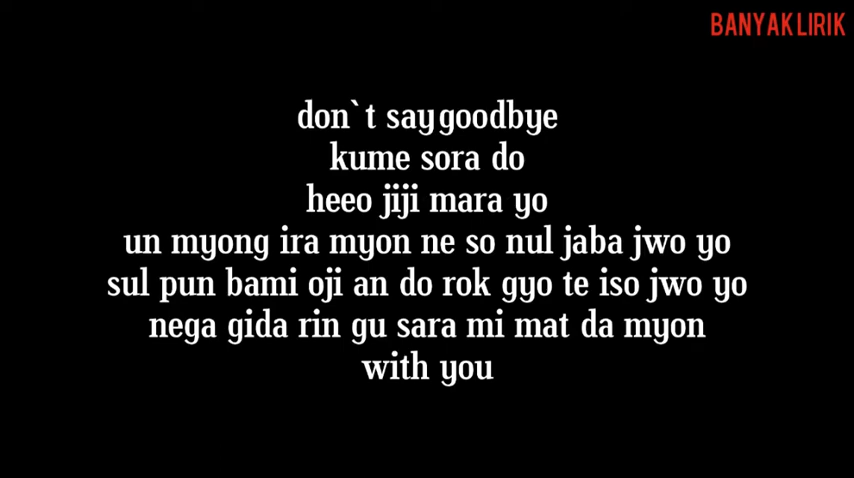 BANYAK LIRIK
don`t say goodbye
kume sora do
heeo jiji mara yo
un myong ira myon ne so nul jaba jwo yo
sul pun bami oji an do rok gyo te iso jwo yo
nega gida rin gu sara mi mat da myon
with you